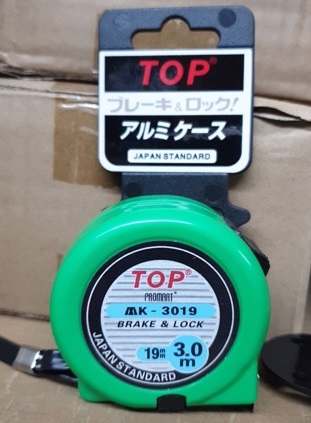 TOP®
ブレーキ&ロック!
アルミケース
JAPAN STANDARD
TOP®
PROMART®
MK - 3019
BRAKE & LOCK
19mm 3.0m
JAPAN STANDARD